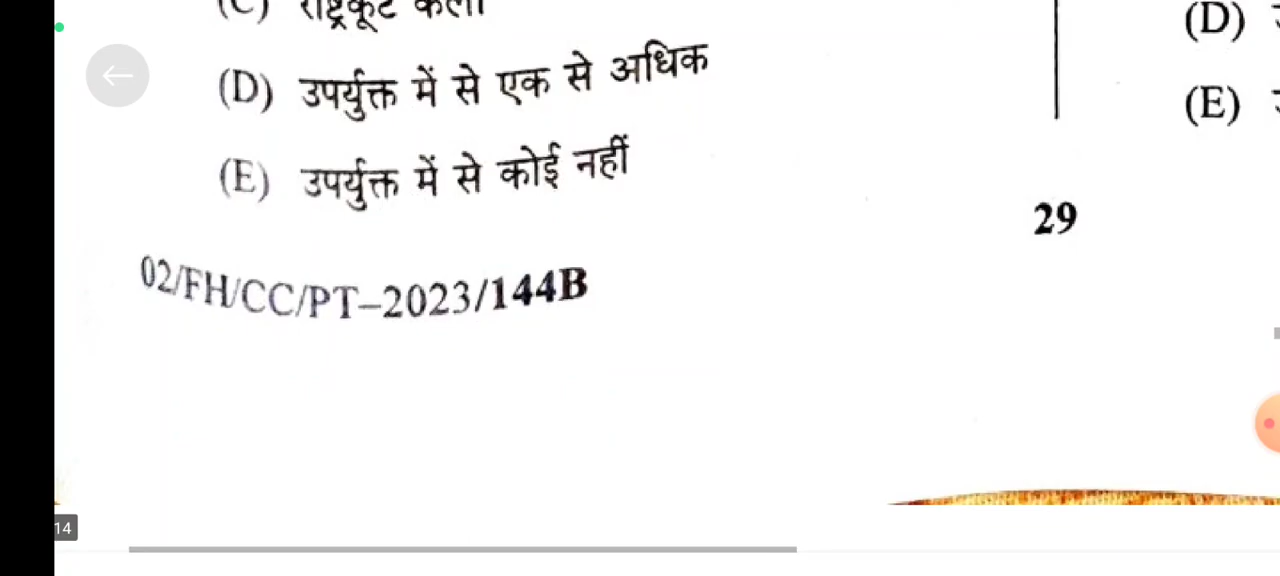 (C) राष्ट्रकूट कला
(D) उपर्युक्त में से एक से अधिक
(E) उपर्युक्त में से कोई नहीं
(D)
(E)
29
02/FH/CC/PT–2023/144B
14